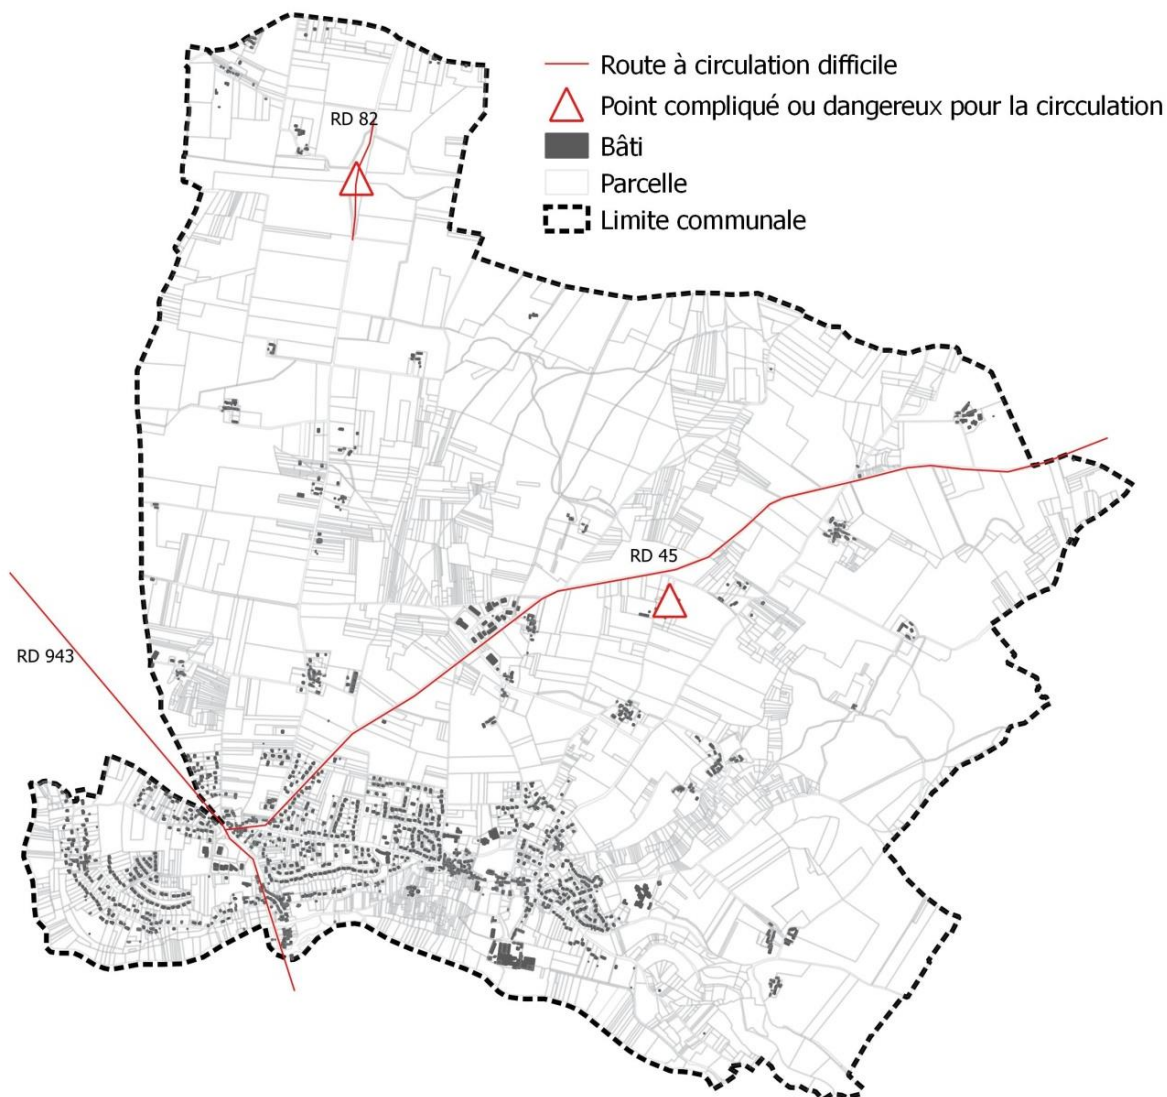 Route à circulation difficile
Point compliqué ou dangereux pour la circculation
Bâti
Parcelle
Limite communale
RD 82
RD 45
RD 943